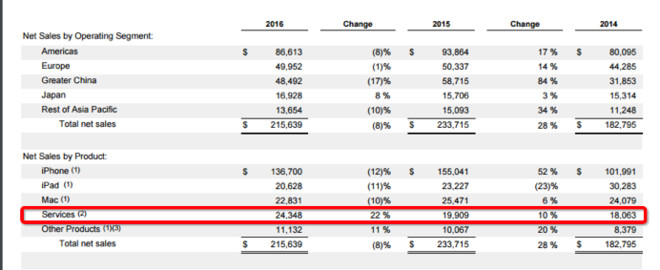 2016 Change 2015 Change 2014
Net Sales by Operating Segment:
Americas $ 86,613 (8)% $ 93,864 17 % $ 80,095
Europe 49,952 (1)% 50,337 14 % 44,285
Greater China 48,492 (17)% 58,715 84 % 31,853
Japan 16,928 8 % 15,706 3 % 15,314
Rest of Asia Pacific 13,654 (10)% 15,093 34 % 11,248
Total net sales $ 215,639 (8)% $ 233,715 28 % $ 182,795
Net Sales by Product:
iPhone (1) $ 136,700 (12)% $ 155,041 52 % $ 101,991
iPad (1) 20,628 (11)% 23,227 (23)% 30,283
Mac (1) 22,831 (10)% 25,471 6 % 24,079
Services (2) 24,348 22 % 19,909 10 % 18,063
Other Products (1)(3) 11,132 11 % 10,067 20 % 8,379
Total net sales $ 215,639 (8)% $ 233,715 28 % $ 182,795